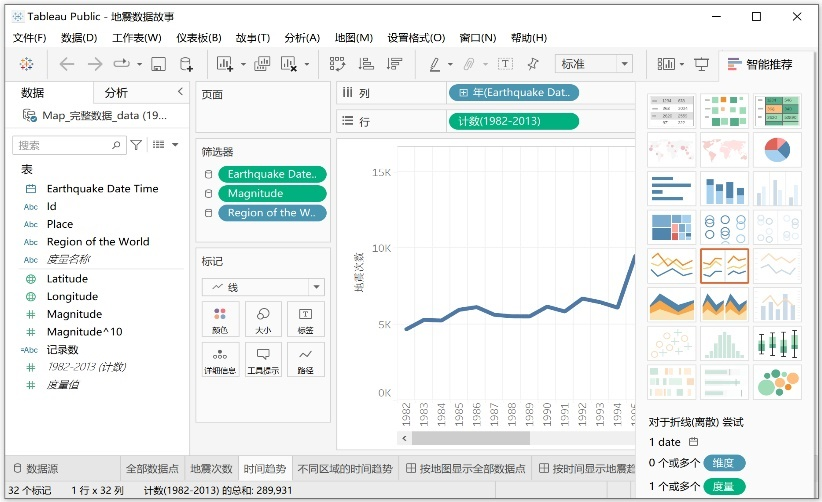 Tableau Public - 地震数据故事
文件(F) 数据(D) 工作表(W) 仪表板(B) 故事(T) 分析(A) 地图(M) 设置格式(O) 窗口(N) 帮助(H)
标准 智能推荐
数据 分析
Map_完整数据_data (19...
搜索
表
Earthquake Date Time
Abc Id
Abc Place
Abc Region of the World
Abc 度量名称
Latitude
Longitude
Magnitude
Magnitude^10
=Abc 记录数
1982-2013 (计数)
度量值
页面
筛选器
Earthquake Date..
Magnitude
Region of the W..
标记
线
颜色 大小 标签
详细信息 工具提示 路径
列 年(Earthquake Dat..
行 计数(1982-2013)
地震次数
15K
10K
5K
0K
1982 1983 1984 1985 1986 1987 1988 1989 1990 1991 1992 1993 1994 1995
对于折线(离散) 尝试
1 date
0 个或多个 维度
1 个或多个 度量
数据源 全部数据点 地震次数 时间趋势 不同区域的时间趋势 按地图显示全部数据点 按时间显示地震趋
32 个标记 1 行 x 32 列 计数(1982-2013) 的总和: 289,931